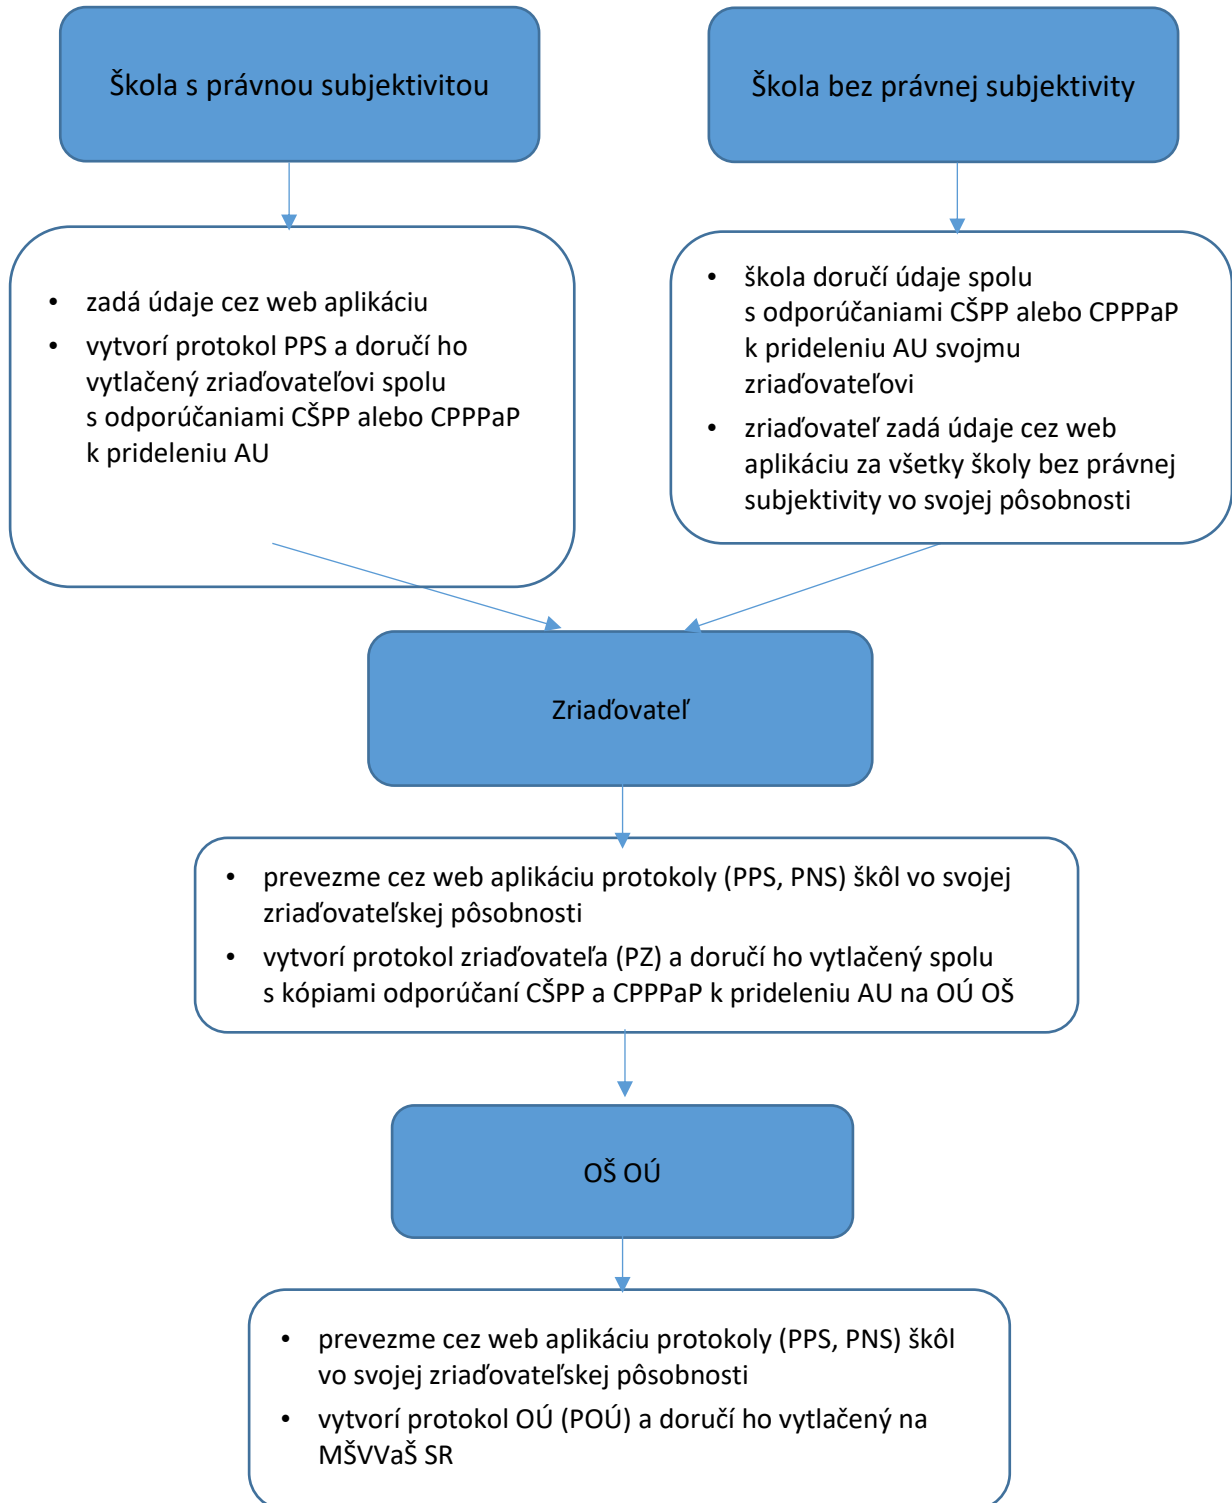 Škola s právnou subjektivitou
Škola bez právnej subjektivity
• zadá údaje cez web aplikáciu
• vytvorí protokol PPS a doručí ho
vytlačený zriaďovateľovi spolu
s odporúčaniami CŠPP alebo CPPPaP
k prideleniu AU
• škola doručí údaje spolu
s odporúčaniami CŠPP alebo CPPPaP
k prideleniu AU svojmu
zriaďovateľovi
• zriaďovateľ zadá údaje cez web
aplikáciu za všetky školy bez právnej
subjektivity vo svojej pôsobnosti
Zriaďovateľ
• prevezme cez web aplikáciu protokoly (PPS, PNS) škôl vo svojej
zriaďovateľskej pôsobnosti
• vytvorí protokol zriaďovateľa (PZ) a doručí ho vytlačený spolu
s kópiami odporúčaní CŠPP a CPPPaP k prideleniu AU na OÚ OŠ
OŠ OÚ
• prevezme cez web aplikáciu protokoly (PPS, PNS) škôl
vo svojej zriaďovateľskej pôsobnosti
• vytvorí protokol OÚ (POÚ) a doručí ho vytlačený na
MŠVVaŠ SR